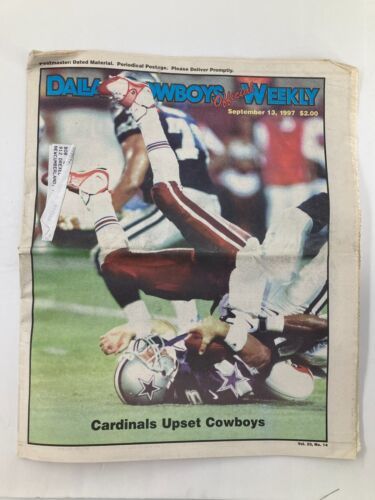 Postmaster: Dated Material. Periodical Postage. Please Deliver Promptly.
DALLAS COWBOYS Official WEEKLY
September 13, 1997 $2.00
Cardinals Upset Cowboys
Vol. 23, No. 14